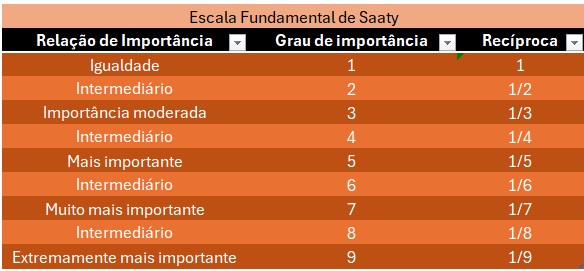 Escala Fundamental de Saaty
Relação de Importância Grau de importância Recíproca
Igualdade 1 1
Intermediário 2 1/2
Importância moderada 3 1/3
Intermediário 4 1/4
Mais importante 5 1/5
Intermediário 6 1/6
Muito mais importante 7 1/7
Intermediário 8 1/8
Extremamente mais importante 9 1/9